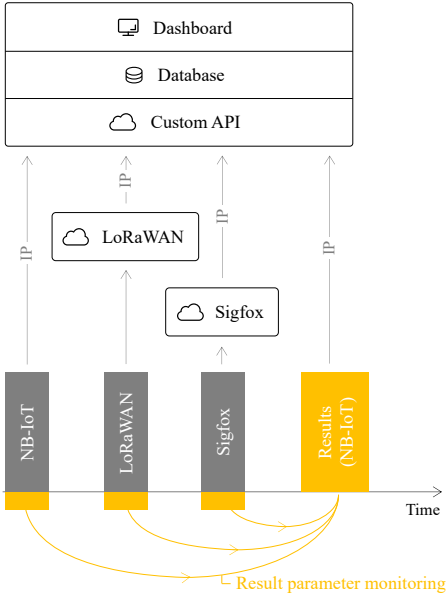 Dashboard
Database
Custom API
IP
IP
IP
IP
LoRaWAN
Sigfox
NB-IoT
LoRaWAN
Sigfox
Results
(NB-IoT)
Time
Result parameter monitoring